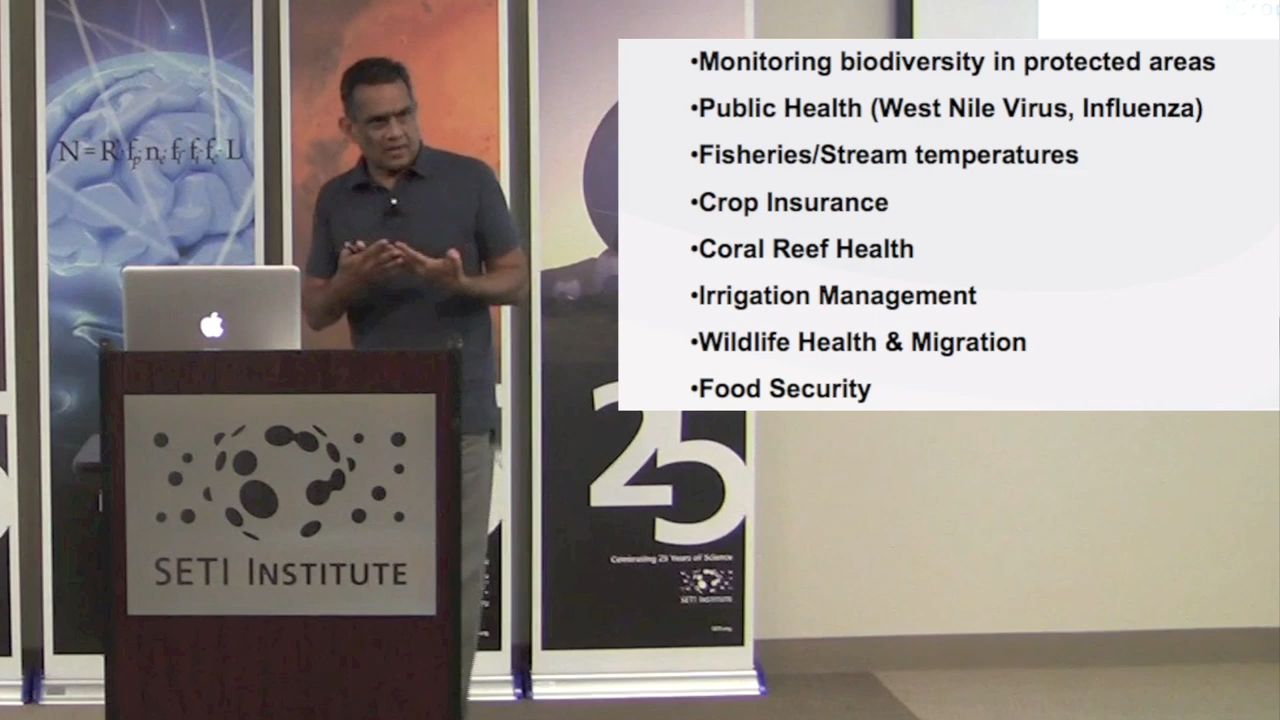 •Monitoring biodiversity in protected areas
•Public Health (West Nile Virus, Influenza)
•Fisheries/Stream temperatures
•Crop Insurance
•Coral Reef Health
•Irrigation Management
•Wildlife Health & Migration
•Food Security
25
Celebrating 25 Years of Science
SETI INSTITUTE
SETI INSTITUTE